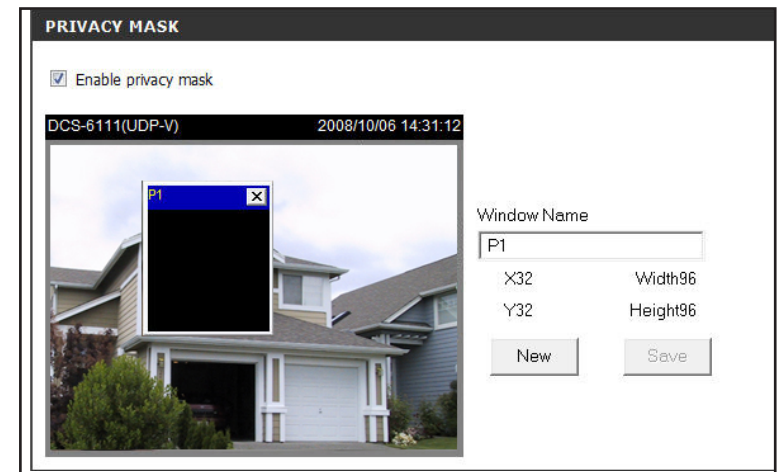 PRIVACY MASK
Enable privacy mask
DCS-6111(UDP-V) 2008/10/06 14:31:12
P1
Window Name
P1
X32 Width96
Y32 Height96
New Save